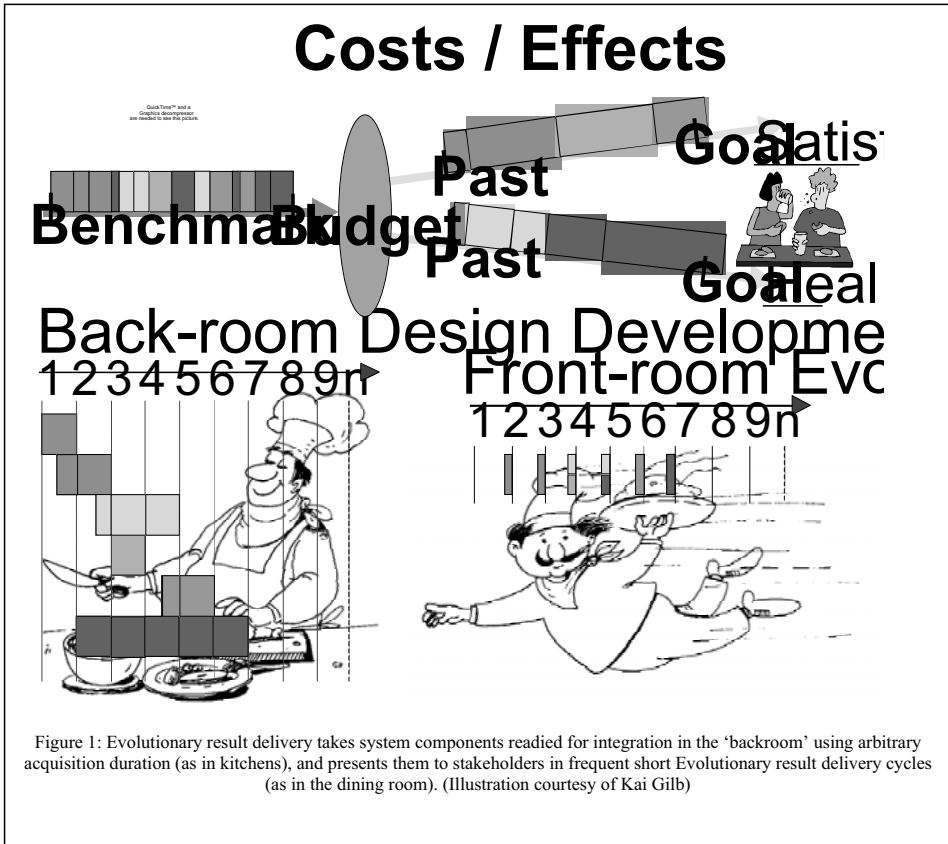 Costs / Effects
QuickTime™ and a
Graphics decompressor
are needed to see this picture.
Goal Satisf
Past
Benchmark Budget
Past
Goal Heal
Back-room Design Developme
1 2 3 4 5 6 7 8 9 n
Front-room Evo
1 2 3 4 5 6 7 8 9 n
Figure 1: Evolutionary result delivery takes system components readied for integration in the ‘backroom’ using arbitrary
acquisition duration (as in kitchens), and presents them to stakeholders in frequent short Evolutionary result delivery cycles
(as in the dining room). (Illustration courtesy of Kai Gilb)